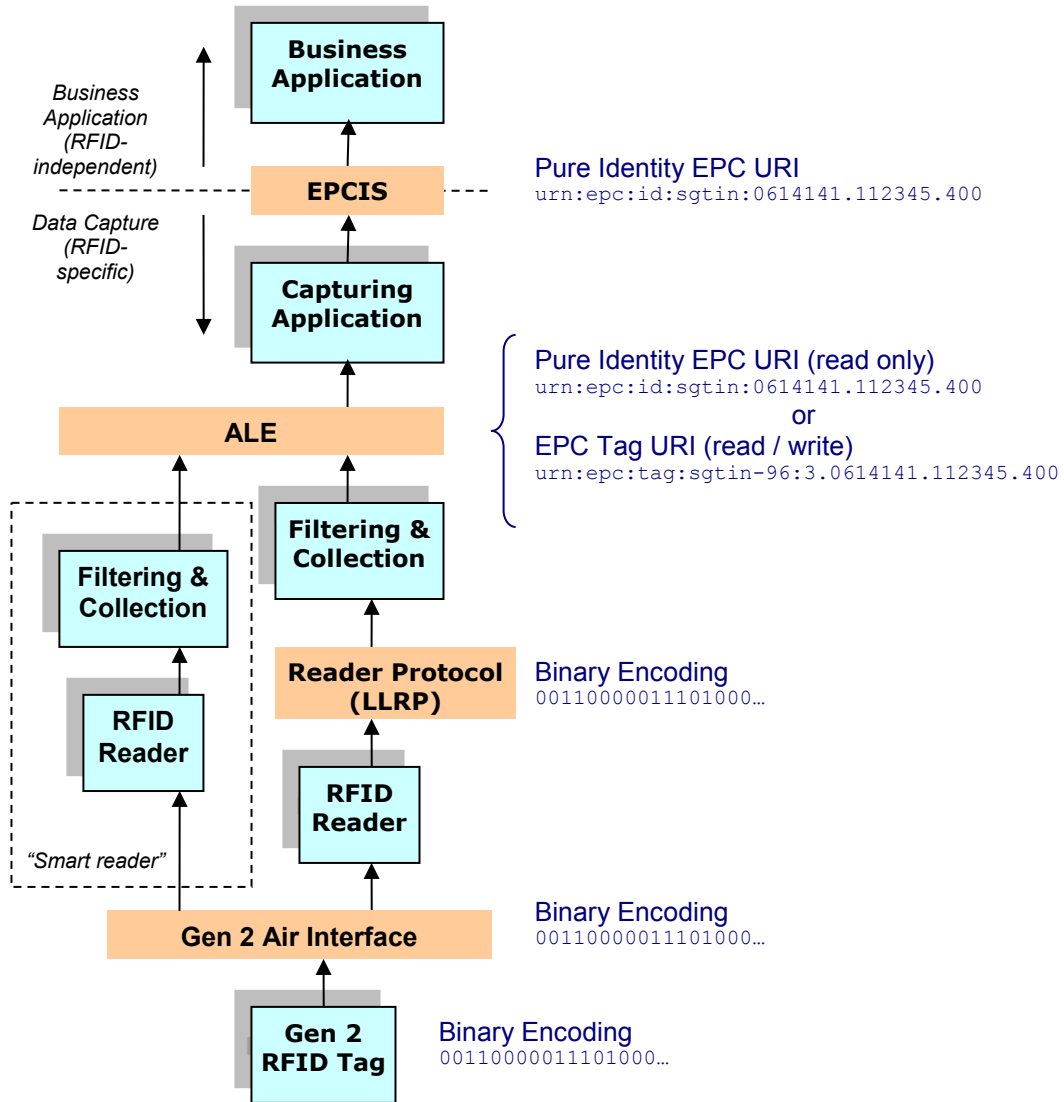 Business
Application
Business
Application
(RFID-
independent)
EPCIS
Pure Identity EPC URI
urn:epc:id:sgtin:0614141.112345.400
Data Capture
(RFID-
specific)
Capturing
Application
Pure Identity EPC URI (read only)
urn:epc:id:sgtin:0614141.112345.400
or
EPC Tag URI (read / write)
urn:epc:tag:sgtin-96:3.0614141.112345.400
ALE
Filtering &
Collection
Filtering &
Collection
Reader Protocol
(LLRP)
Binary Encoding
00110000011101000…
RFID
Reader
RFID
Reader
“Smart reader”
Gen 2 Air Interface
Binary Encoding
00110000011101000…
Gen 2
RFID Tag
Binary Encoding
00110000011101000…